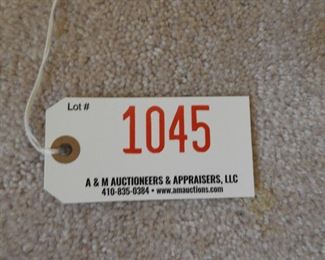 Lot #
1045
A & M AUCTIONEERS & APPRAISERS, LLC
410-835-0384 • www.amauctions.com